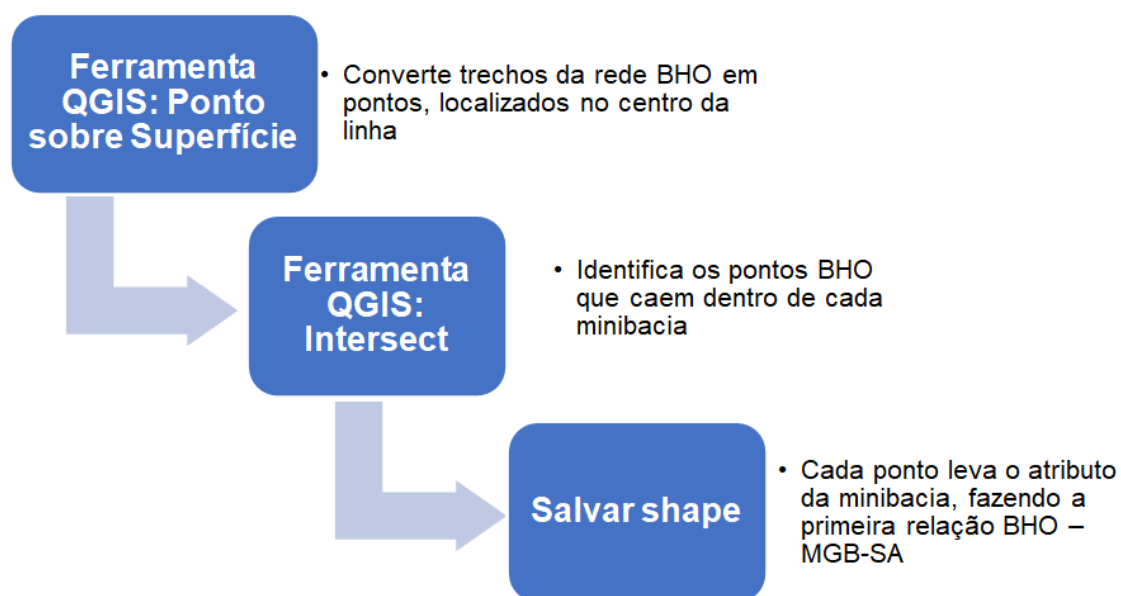 Ferramenta
QGIS: Ponto
sobre Superfície
• Converte trechos da rede BHO em
pontos, localizados no centro da
linha
Ferramenta
QGIS:
Intersect
• Identifica os pontos BHO
que caem dentro de cada
minibacia
Salvar shape
• Cada ponto leva o atributo
da minibacia, fazendo a
primeira relação BHO –
MGB-SA